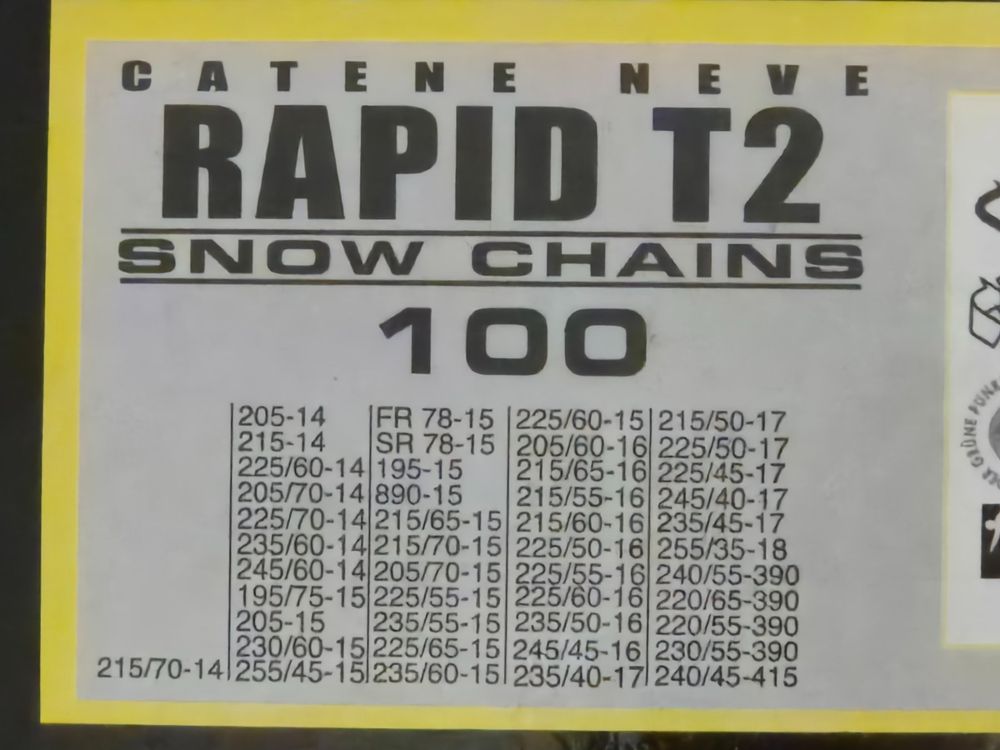 CATENE NEVE
RAPID T2
SNOW CHAINS
100
205-14 FR 78-15 225/60-15 215/50-17
215-14 SR 78-15 205/60-16 225/50-17
225/60-14 195-15 215/65-16 225/45-17
205/70-14 890-15 215/55-16 245/40-17
225/70-14 215/65-15 215/60-16 235/45-17
235/60-14 215/70-15 225/50-16 255/35-18
245/60-14 205/70-15 225/55-16 240/55-390
195/75-15 225/55-15 225/60-16 220/65-390
205-15 235/55-15 235/50-16 220/55-390
230/60-15 225/65-15 245/45-16 230/55-390
215/70-14 255/45-15 235/60-15 235/40-17 240/45-415
DER GRÜNE PUNK